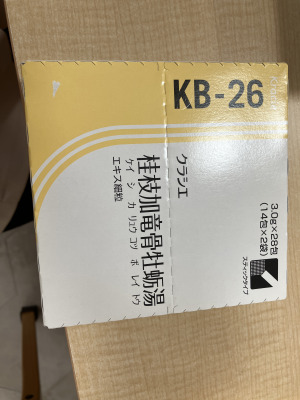 KB-26
クラシエ
桂枝加竜骨牡蛎湯
ケイ シ カ リュウ コツ ボ レイ トウ
エキス細粒
3.0g×28包
(14包×2袋)
スティックタイプ